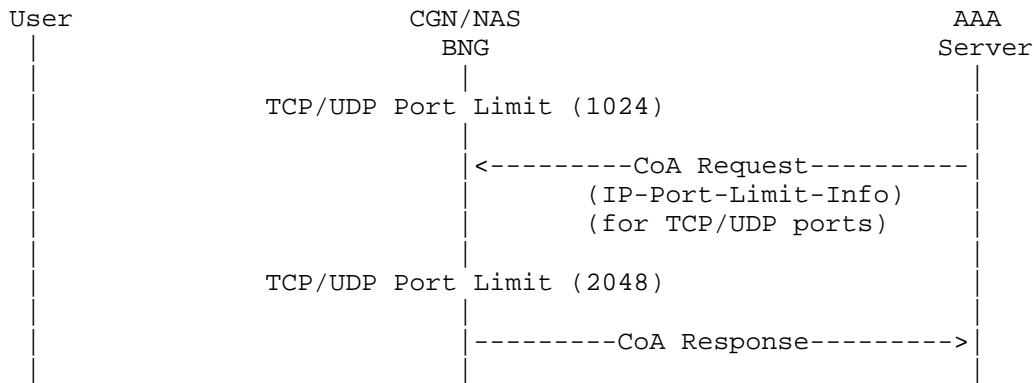 User CGN/NAS AAA
BNG Server
TCP/UDP Port Limit (1024)
<---------CoA Request----------
(IP-Port-Limit-Info)
(for TCP/UDP ports)
TCP/UDP Port Limit (2048)
---------CoA Response--------->